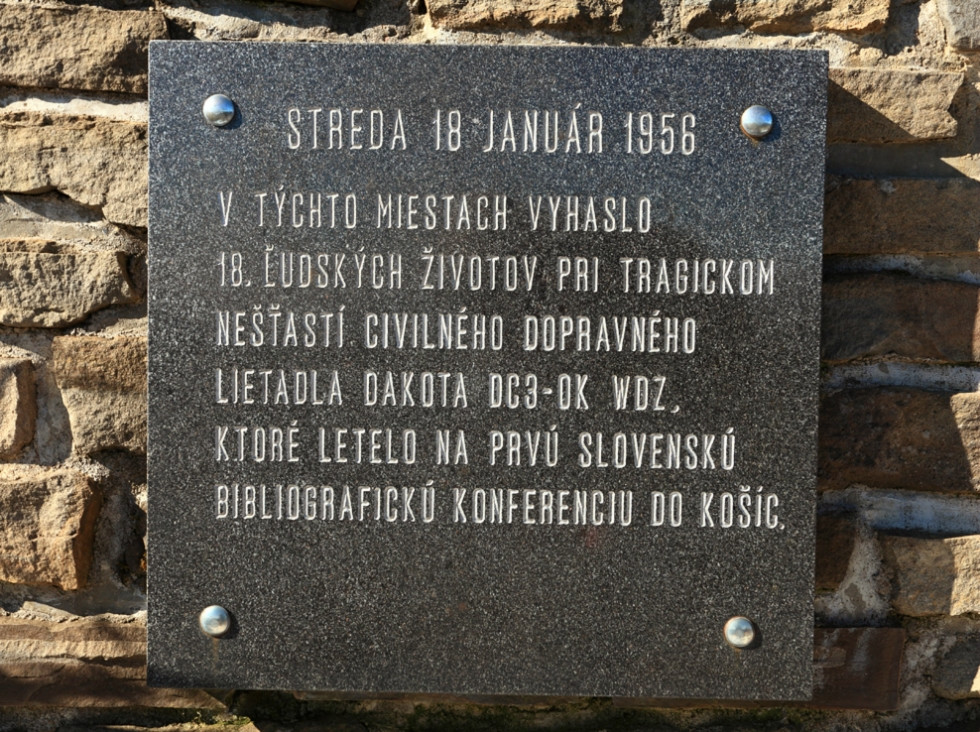 STREDA 18 JANUÁR 1956
V TÝCHTO MIESTACH VYHASLO
18. ĽUDSKÝCH ŽIVOTOV PRI TRAGICKOM
NEŠŤASTÍ CIVILNÉHO DOPRAVNÉHO
LIETADLA DAKOTA DC3-OK WDZ,
KTORÉ LETELO NA PRVÚ SLOVENSKÚ
BIBLIOGRAFICKÚ KONFERENCIU DO KOŠÍC.